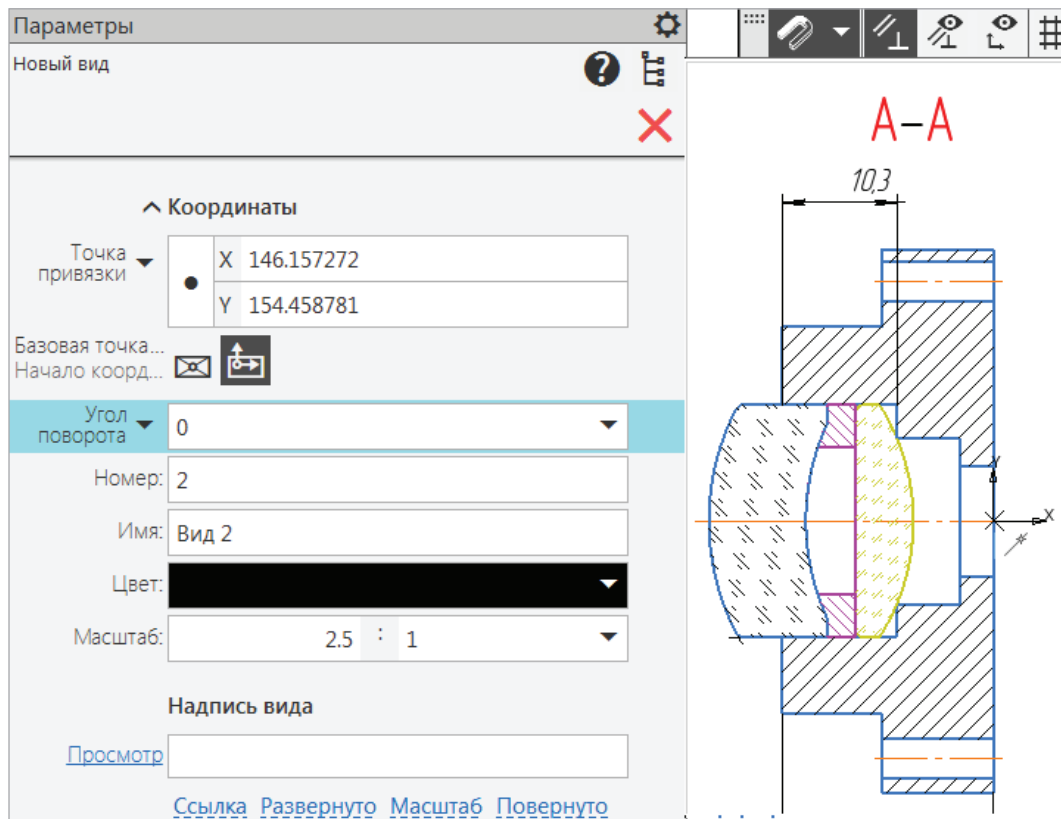 Параметры
Новый вид
Координаты
Точка привязки
X 146.157272
Y 154.458781
Базовая точка...
Начало коорд...
Угол поворота
0
Номер: 2
Имя: Вид 2
Цвет:
Масштаб: 2.5 : 1
Надпись вида
Просмотр
Ссылка Развернуто Масштаб Повернуто
А–А
10,3
Y
X